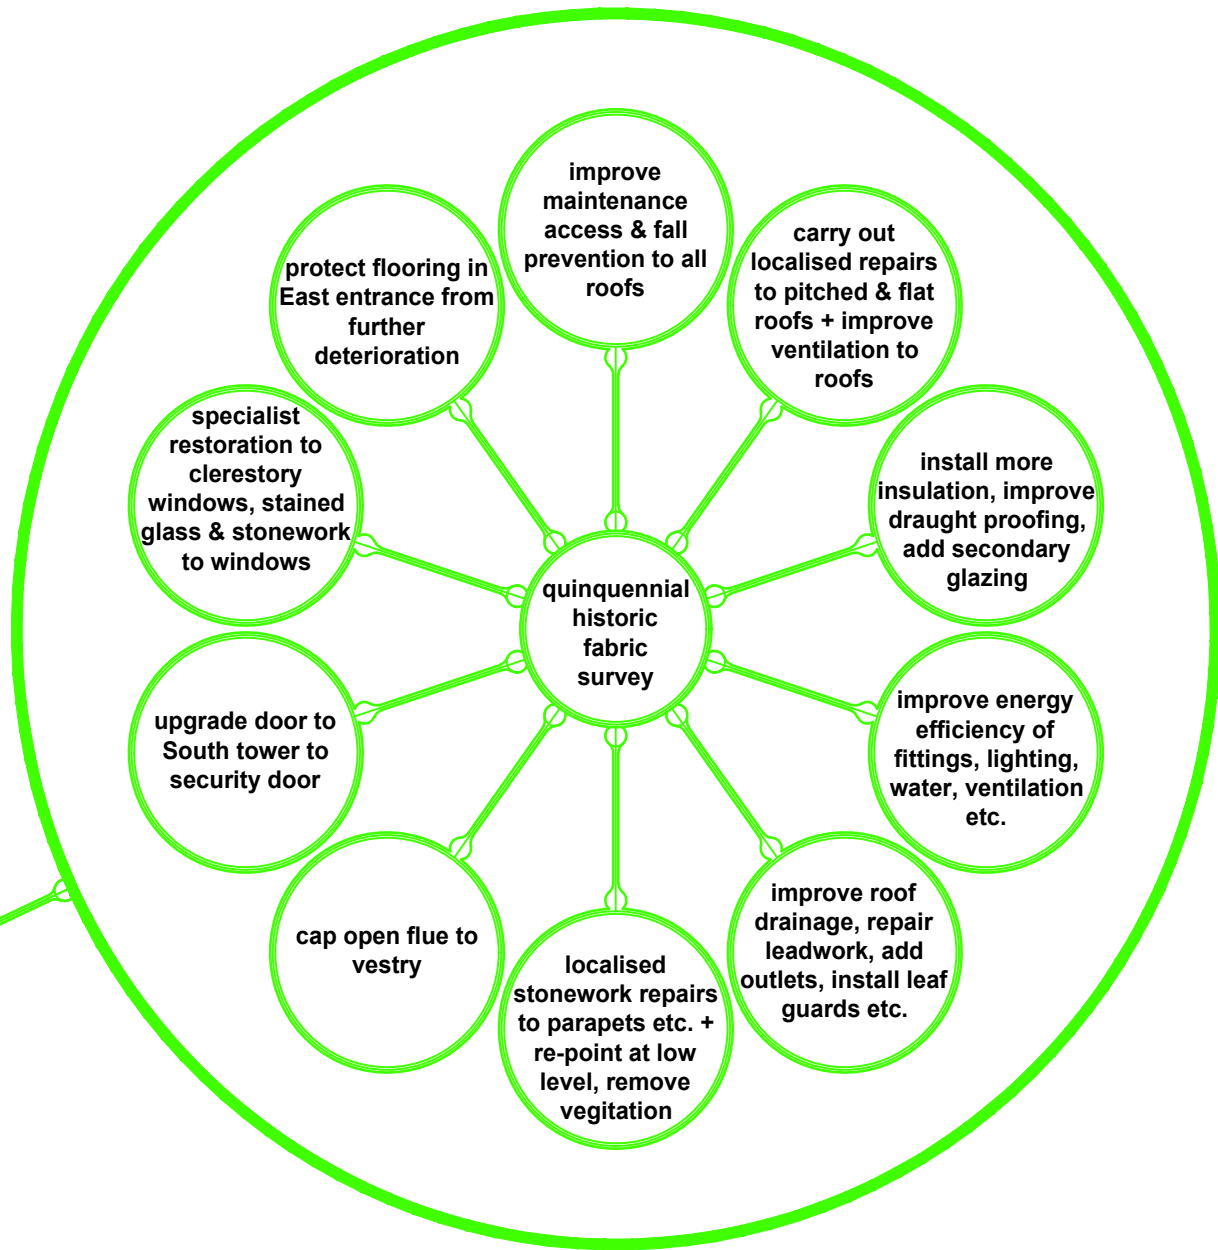 improve
maintenance
access & fall
prevention to all
roofs
carry out
localised repairs
to pitched & flat
roofs + improve
ventilation to
roofs
install more
insulation, improve
draught proofing,
add secondary
glazing
improve energy
efficiency of
fittings, lighting,
water, ventilation
etc.
improve roof
drainage, repair
leadwork, add
outlets, install leaf
guards etc.
localised
stonework repairs
to parapets etc. +
re-point at low
level, remove
vegitation
cap open flue to
vestry
upgrade door to
South tower to
security door
specialist
restoration to
clerestory
windows, stained
glass & stonework
to windows
protect flooring in
East entrance from
further
deterioration
quinquennial
historic
fabric
survey